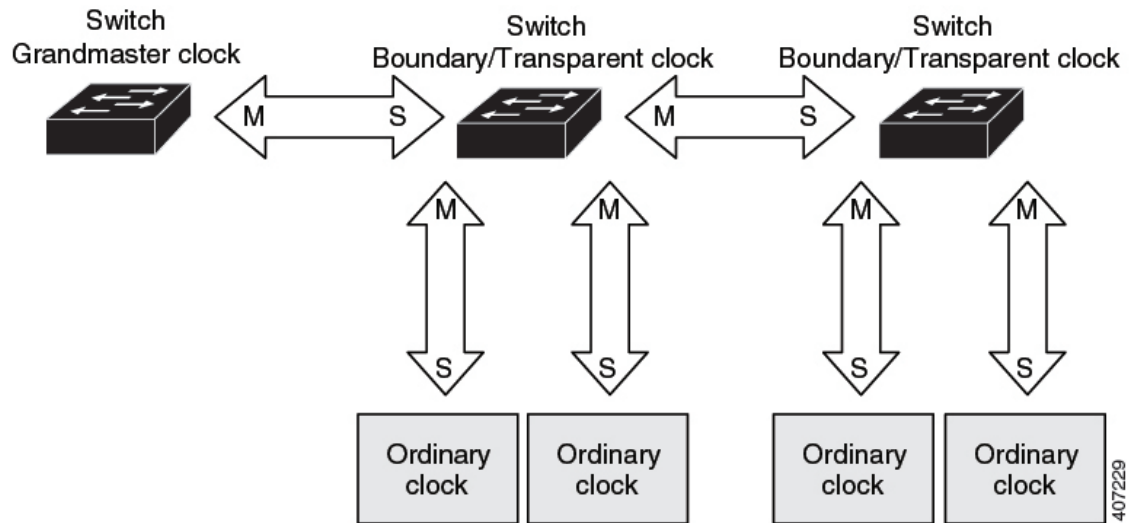 Switch
Grandmaster clock
Switch
Boundary/Transparent clock
Switch
Boundary/Transparent clock
M
S
M
S
M
M
M
M
S
S
S
S
Ordinary
clock
Ordinary
clock
Ordinary
clock
Ordinary
clock
407229